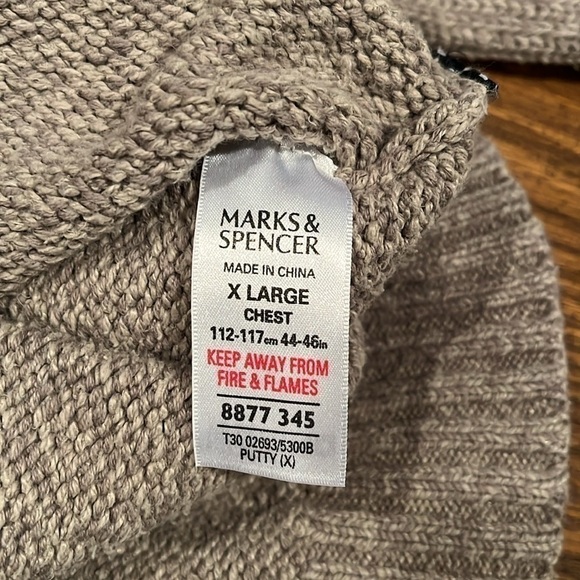 MARKS &
SPENCER
MADE IN CHINA
X LARGE
CHEST
112-117cm 44-46in
KEEP AWAY FROM
FIRE & FLAMES
8877 345
T30 02693/5300B
PUTTY (X)